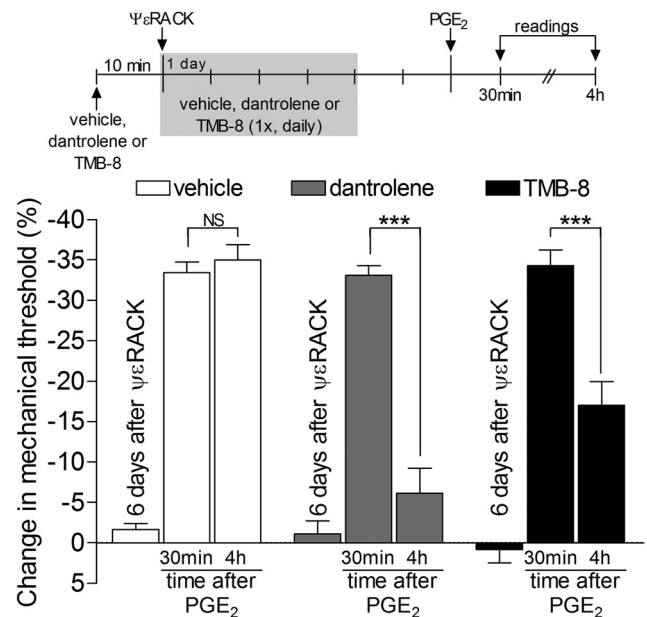 ΨεRACK
PGE2
readings
10 min
1 day
30min
4h
vehicle,
dantrolene or
TMB-8
vehicle, dantrolene or
TMB-8 (1x, daily)
vehicle
dantrolene
TMB-8
Change in mechanical threshold (%)
-40
-35
-30
-25
-20
-15
-10
-5
0
5
NS
***
***
6 days after ψεRACK
6 days after ψεRACK
6 days after ψεRACK
30min 4h
time after
PGE2
30min 4h
time after
PGE2
30min 4h
time after
PGE2